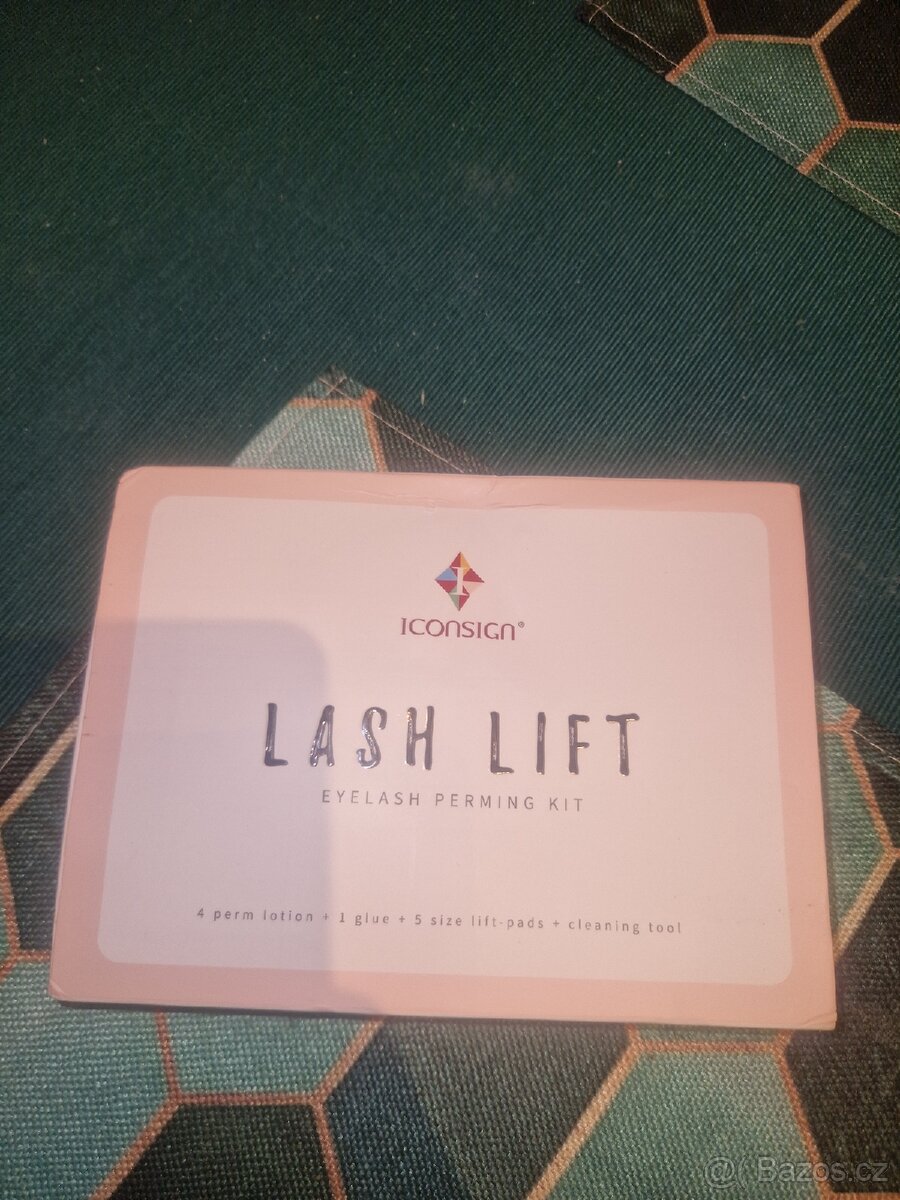 I
ICONSIGN®
LASH LIFT
EYELASH PERMING KIT
4 perm lotion + 1 glue + 5 size lift-pads + cleaning tool
@( Bazos.cz